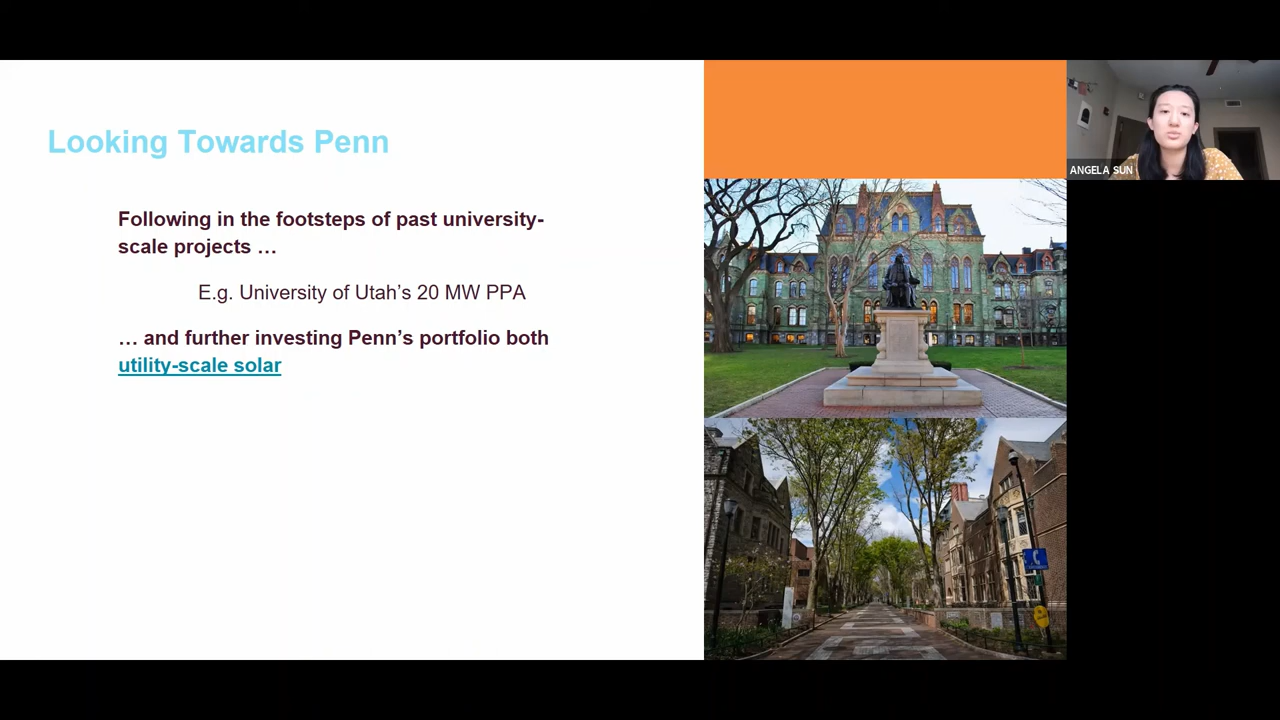 Looking Towards Penn
Following in the footsteps of past university-
scale projects …
E.g. University of Utah’s 20 MW PPA
… and further investing Penn’s portfolio both
utility-scale solar
ANGELA SUN